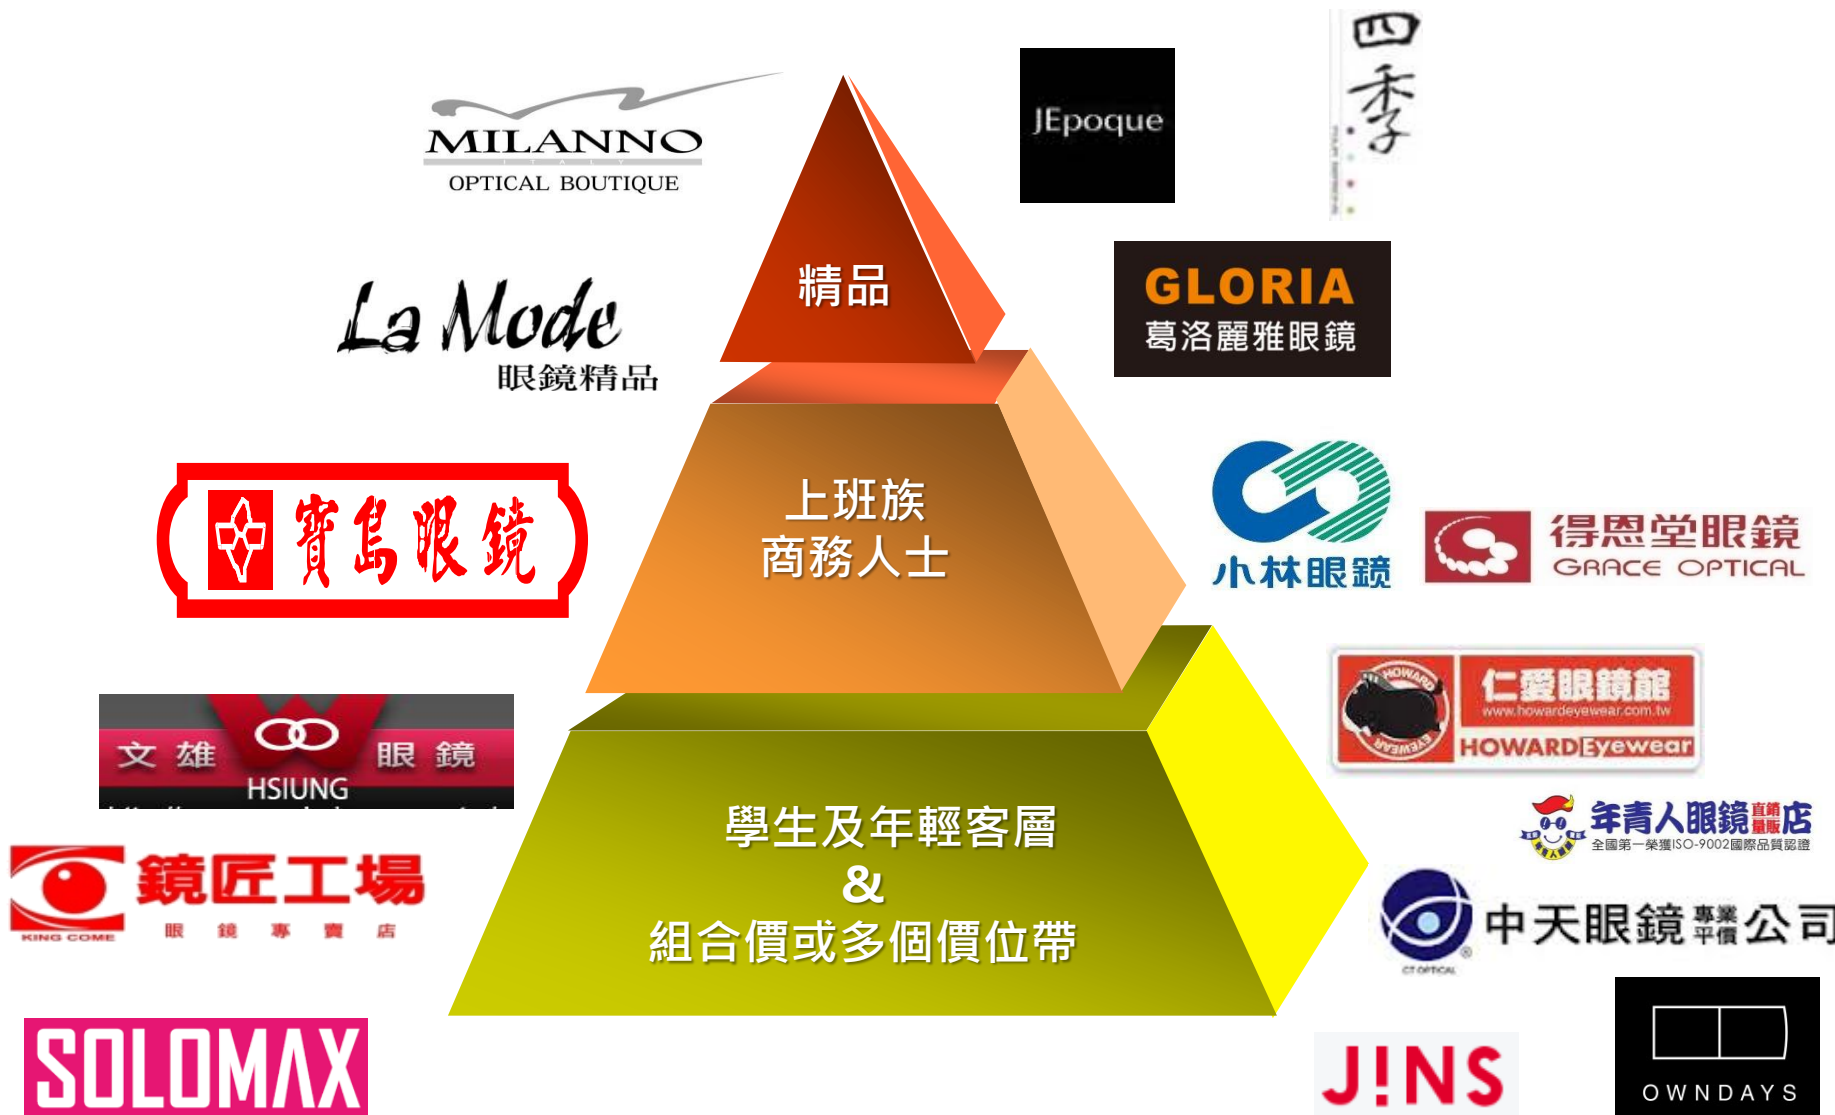 四季
MILANNO
ITALY
OPTICAL BOUTIQUE
JEpoque
精品
La Mode
眼鏡精品
GLORIA
葛洛麗雅眼鏡
上班族
商務人士
寶島眼鏡
小林眼鏡
得恩堂眼鏡
GRACE OPTICAL
HOWARD
EYEWEAR
仁愛眼鏡館
www.howardeyewear.com.tw
HOWARD Eyewear
文雄眼鏡
HSIUNG
學生及年輕客層
&
組合價或多個價位帶
年青人眼鏡直銷量販店
全國第一榮獲ISO-9002國際品質認證
鏡匠工場
KING COME
眼鏡專賣店
中天眼鏡專業平價公司
CT OPTICAL
SOLOMAX
J!NS
OWNDAYS